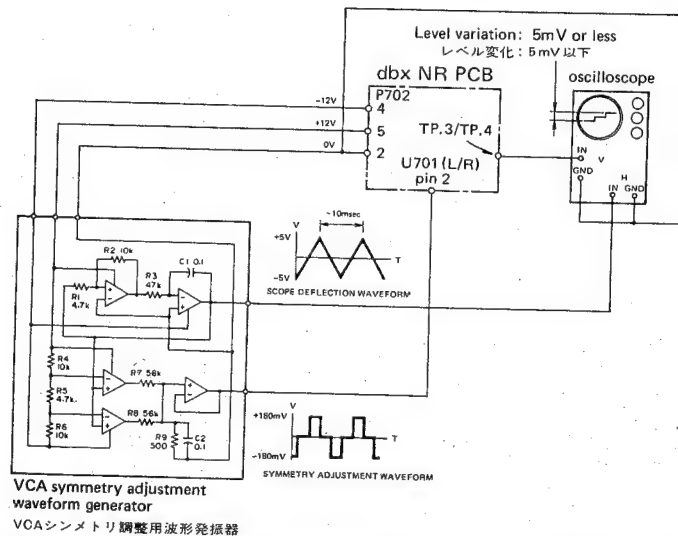 Level variation: 5mV or less
レベル変化：5mV以下
dbx NR PCB
oscilloscope
P702
-12V
4
+12V
5
TP.3/TP.4
0V
2
U701(L/R)
pin 2
IN
V
GND
H
IN
GND
~10msec
V
+5V
T
-5V
SCOPE DEFLECTION WAVEFORM
R2 10k
C1 0.1
R3
47k
R1
4.7k
R4
10k
R5
4.7k
R6
10k
R7 56k
R8 56k
R9
500
C2
0.1
V
+180mV
T
-180mV
SYMMETRY ADJUSTMENT WAVEFORM
VCA symmetry adjustment
waveform generator
VCAシンメトリ調整用波形発振器